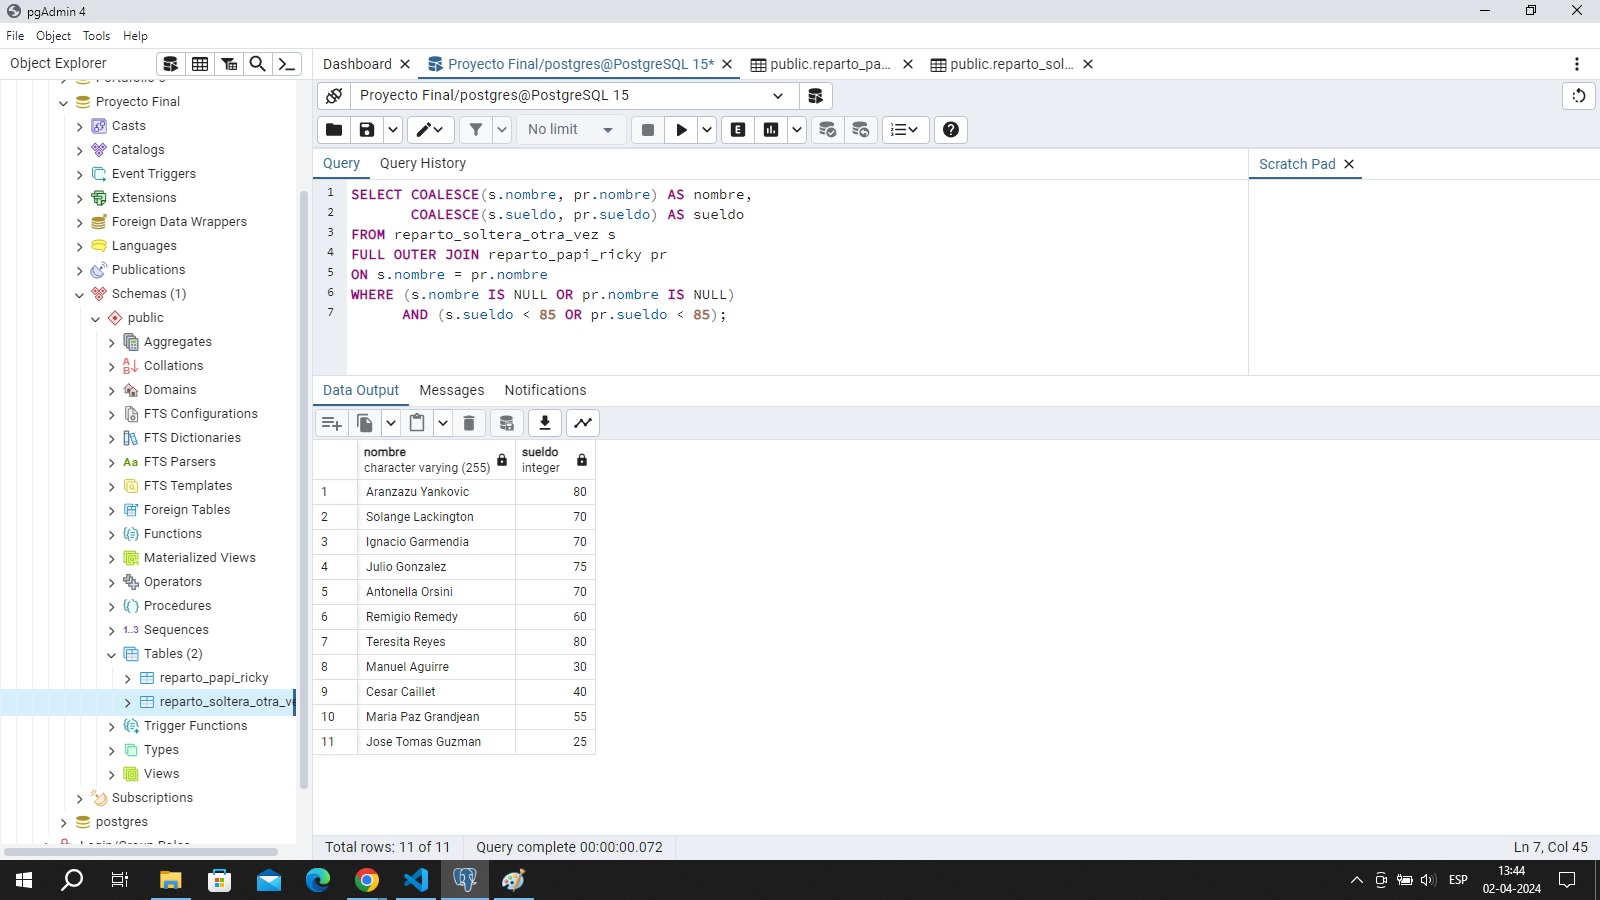 pgAdmin 4
File Object Tools Help
Object Explorer
Proyecto Final
Casts
Catalogs
Event Triggers
Extensions
Foreign Data Wrappers
Languages
Publications
Schemas (1)
public
Aggregates
Collations
Domains
FTS Configurations
FTS Dictionaries
Aa FTS Parsers
FTS Templates
Foreign Tables
Functions
Materialized Views
Operators
Procedures
1..3 Sequences
Tables (2)
reparto_papi_ricky
reparto_soltera_otra_ve
Trigger Functions
Types
Views
Subscriptions
postgres
Login/Group Roles
Dashboard Proyecto Final/postgres@PostgreSQL 15* public.reparto_pa... public.reparto_sol...
Proyecto Final/postgres@PostgreSQL 15
No limit E
Query Query History Scratch Pad
1 SELECT COALESCE(s.nombre, pr.nombre) AS nombre,
2 COALESCE(s.sueldo, pr.sueldo) AS sueldo
3 FROM reparto_soltera_otra_vez s
4 FULL OUTER JOIN reparto_papi_ricky pr
5 ON s.nombre = pr.nombre
6 WHERE (s.nombre IS NULL OR pr.nombre IS NULL)
7 AND (s.sueldo < 85 OR pr.sueldo < 85);
Data Output Messages Notifications
nombre sueldo
character varying (255) integer
1 Aranzazu Yankovic 80
2 Solange Lackington 70
3 Ignacio Garmendia 70
4 Julio Gonzalez 75
5 Antonella Orsini 70
6 Remigio Remedy 60
7 Teresita Reyes 80
8 Manuel Aguirre 30
9 Cesar Caillet 40
10 Maria Paz Grandjean 55
11 Jose Tomas Guzman 25
Total rows: 11 of 11 Query complete 00:00:00.072 Ln 7, Col 45
ESP
13:44
02-04-2024